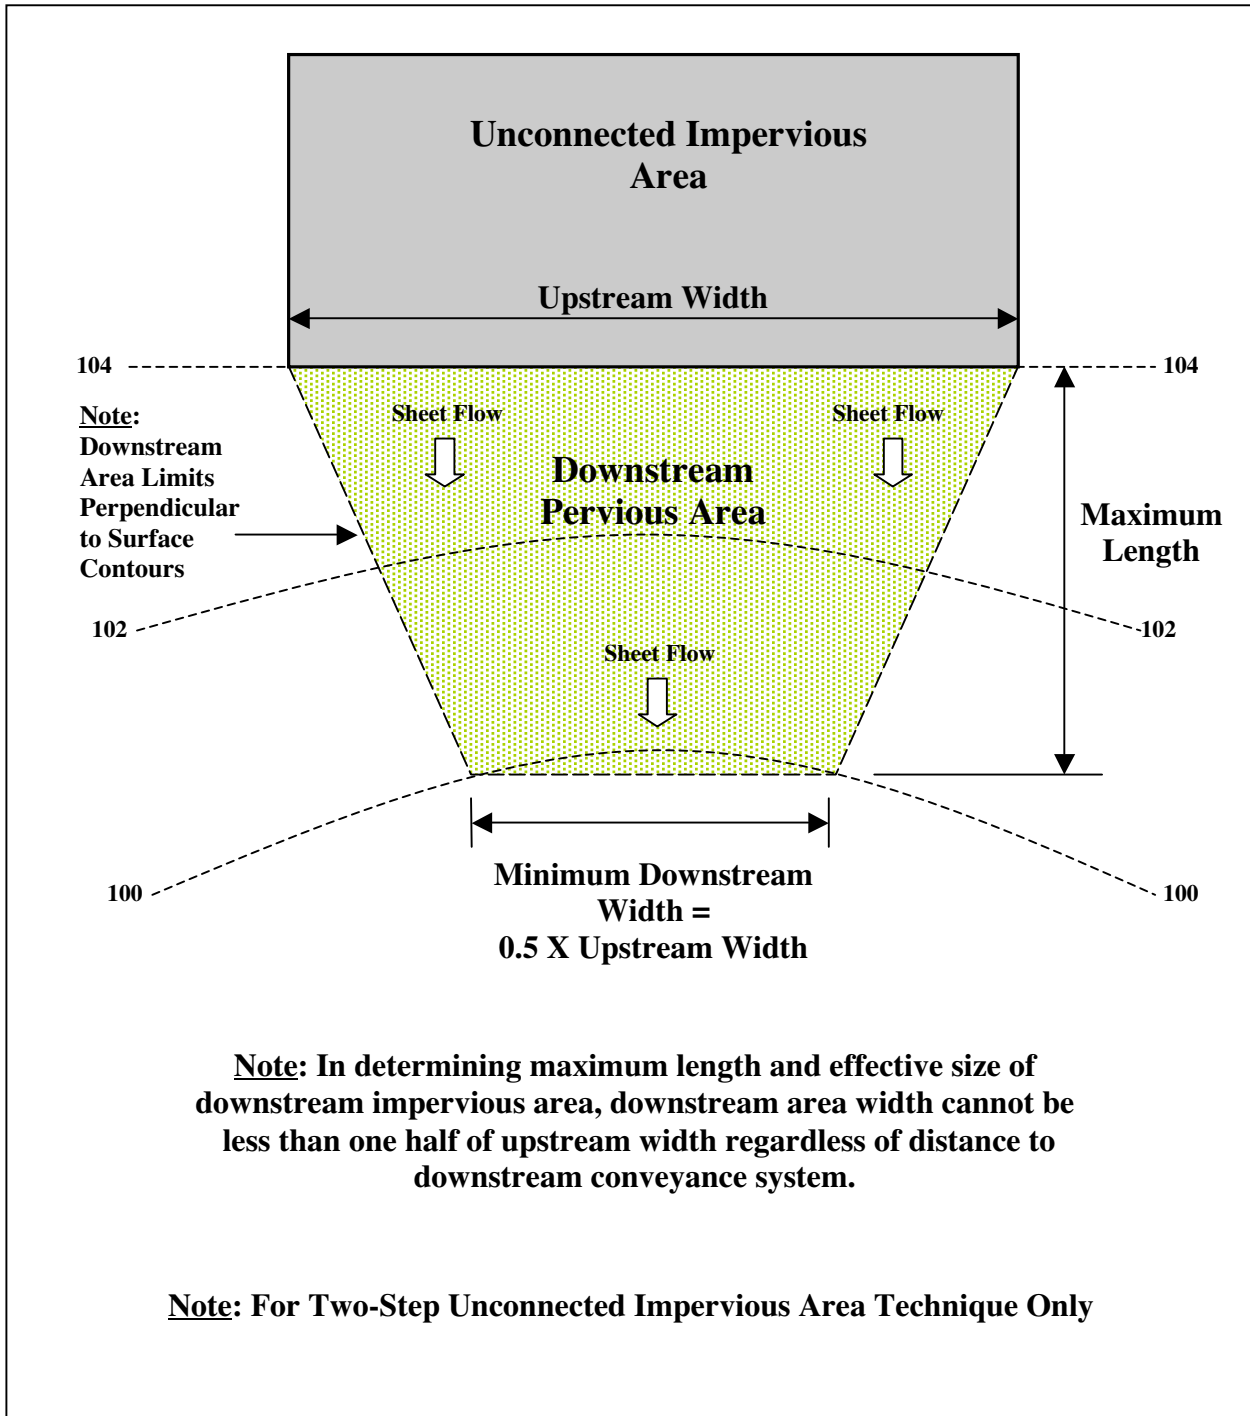 Unconnected Impervious
Area
Upstream Width
104
104
Note:
Downstream
Area Limits
Perpendicular
to Surface
Contours
Sheet Flow
Sheet Flow
Downstream
Pervious Area
Maximum
Length
102
102
Sheet Flow
100
100
Minimum Downstream
Width =
0.5 X Upstream Width
Note: In determining maximum length and effective size of
downstream impervious area, downstream area width cannot be
less than one half of upstream width regardless of distance to
downstream conveyance system.
Note: For Two-Step Unconnected Impervious Area Technique Only